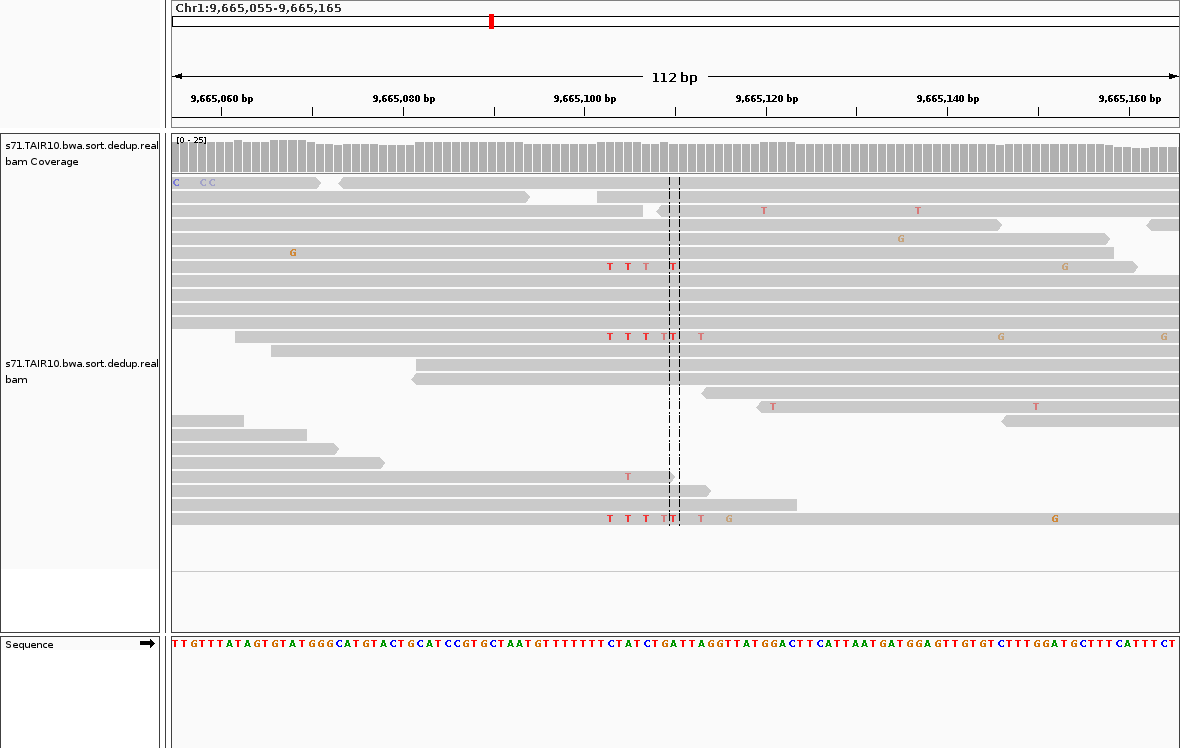 Chr1:9,665,055-9,665,165
112 bp
9,665,060 bp 9,665,080 bp 9,665,100 bp 9,665,120 bp 9,665,140 bp 9,665,160 bp
s71.TAIR10.bwa.sort.dedup.real
bam Coverage
[0 - 25]
C C C
T T
G
G
T T T T G
T T T T T T G G
s71.TAIR10.bwa.sort.dedup.real
bam
T T
T
T T T T T T G G
Sequence
TTGTTTATAGTGTATGGGCATGTACTGCATCCGTGCTAATGTTTTTTTCTATCTGATTAGGTTATGGACTTCATTAATGATGGAGTTGTGTCTTTGGATGCTTTCATTTCT